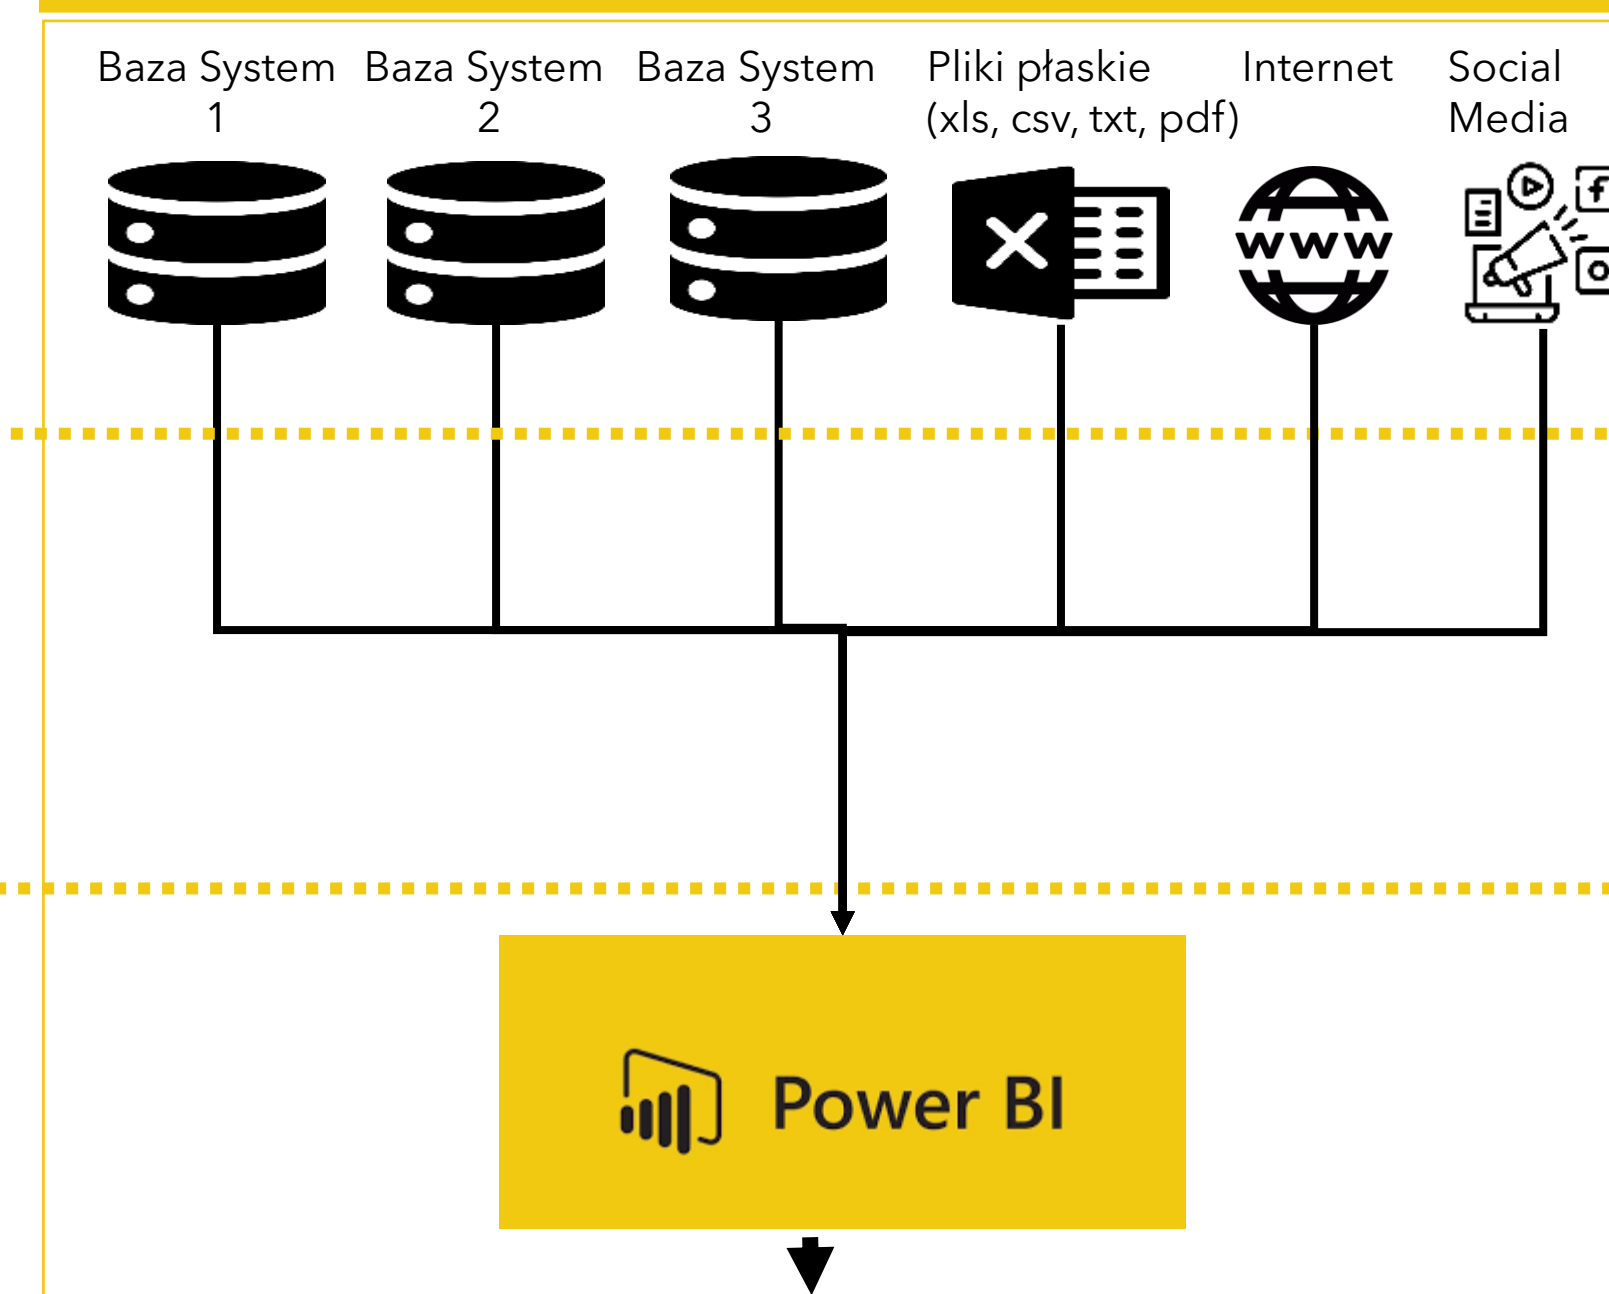 Baza System
1
Baza System
2
Baza System
3
Pliki płaskie
(xls, csv, txt, pdf)
Internet
Social
Media
www
Power BI